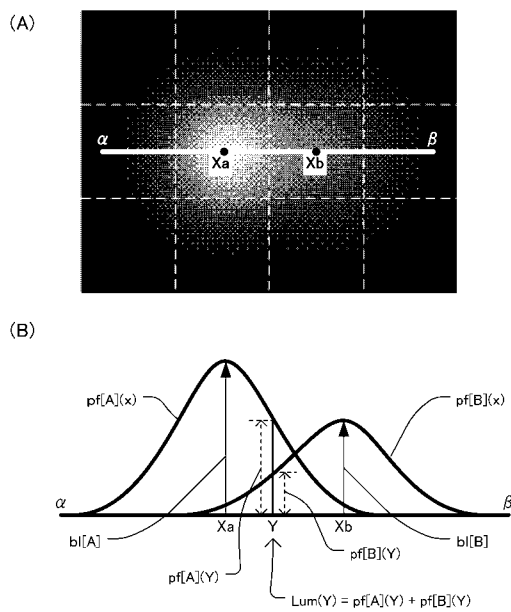 (A)
α
β
Xa
Xb
(B)
pf[A](x)
pf[B](x)
α
β
bl[A]
Xa
Y
Xb
bl[B]
pf[B](Y)
pf[A](Y)
Lum(Y) = pf[A](Y) + pf[B](Y)